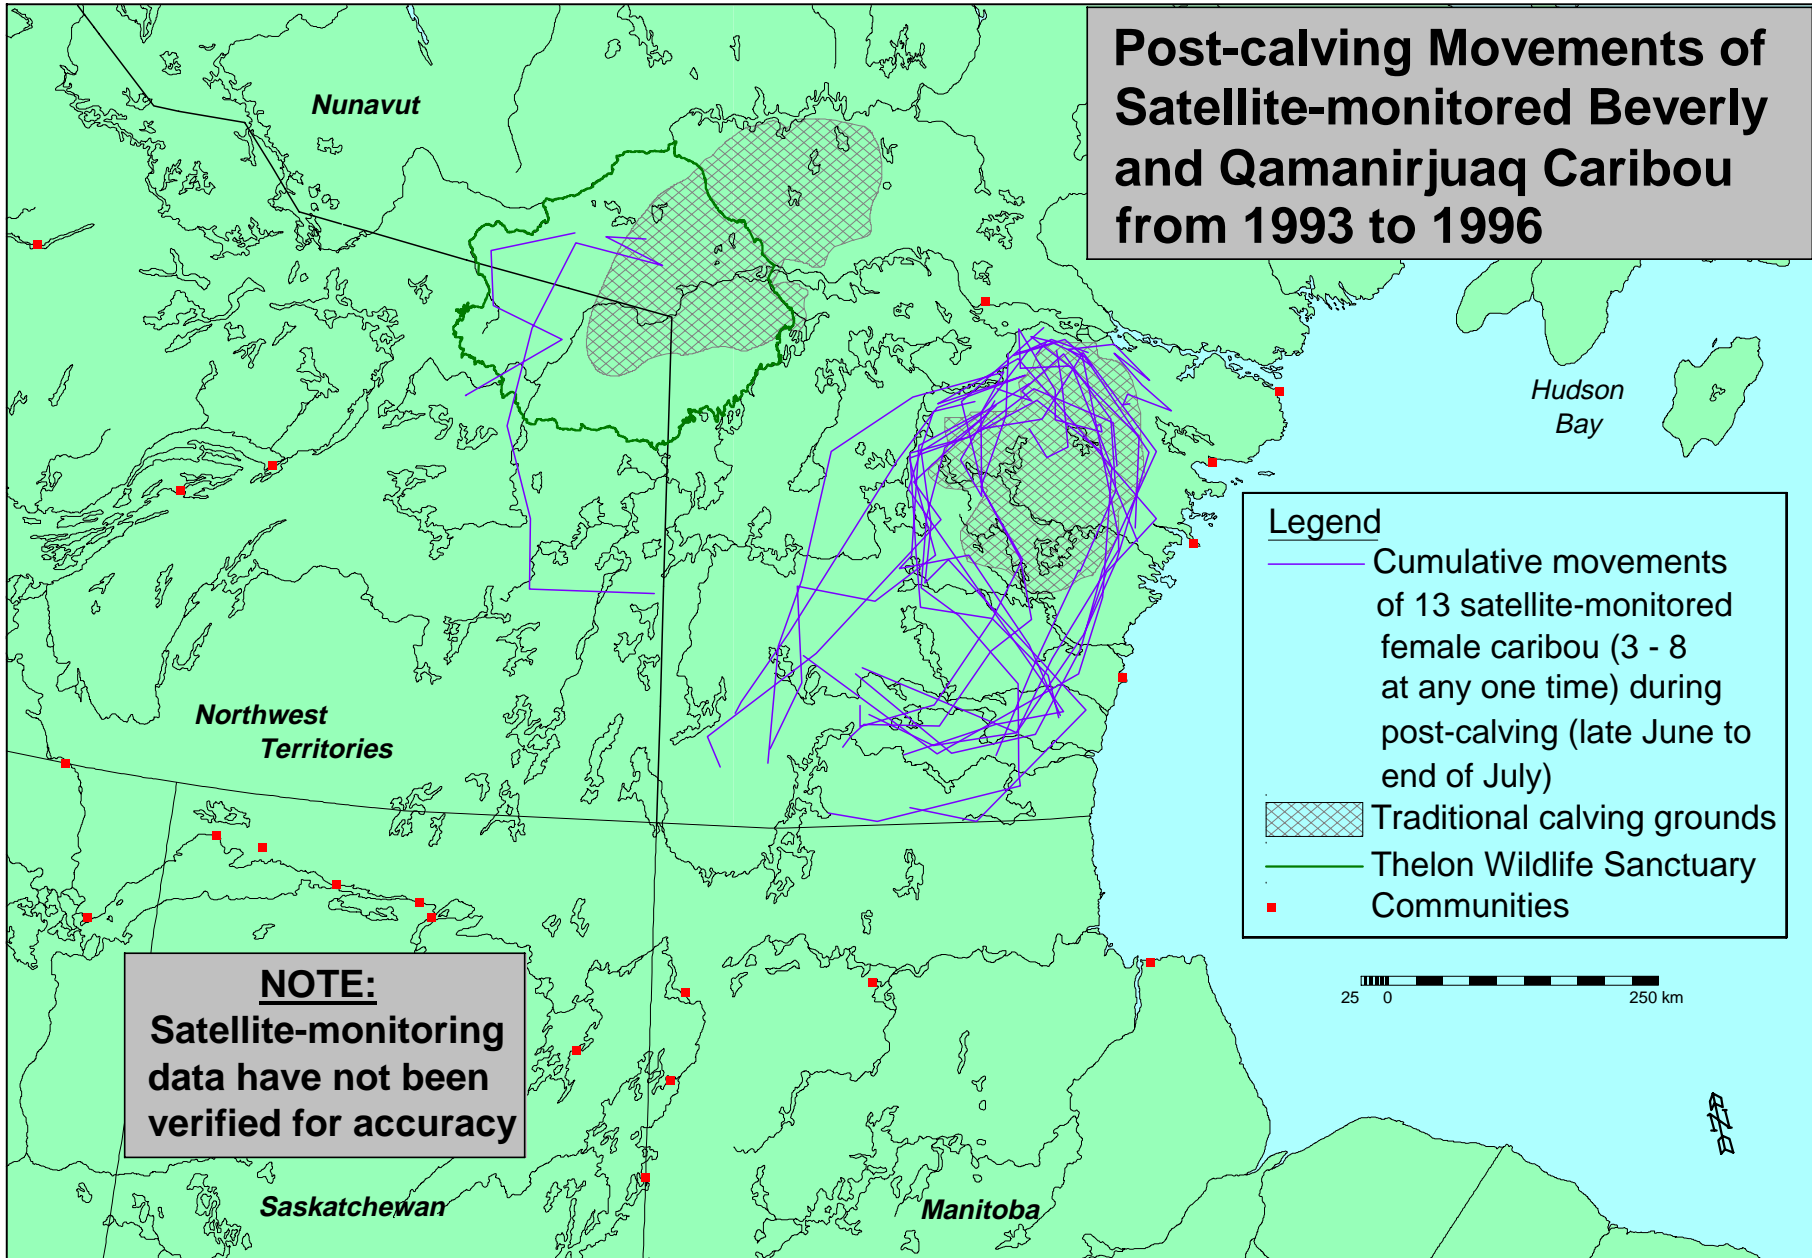 Post-calving Movements of
Satellite-monitored Beverly
and Qamanirjuaq Caribou
from 1993 to 1996
Nunavut
Hudson
Bay
Legend
Cumulative movements
of 13 satellite-monitored
female caribou (3 - 8
at any one time) during
post-calving (late June to
end of July)
Traditional calving grounds
Thelon Wildlife Sanctuary
Communities
Northwest
Territories
25 0 250 km
NOTE:
Satellite-monitoring
data have not been
verified for accuracy
N
Saskatchewan
Manitoba